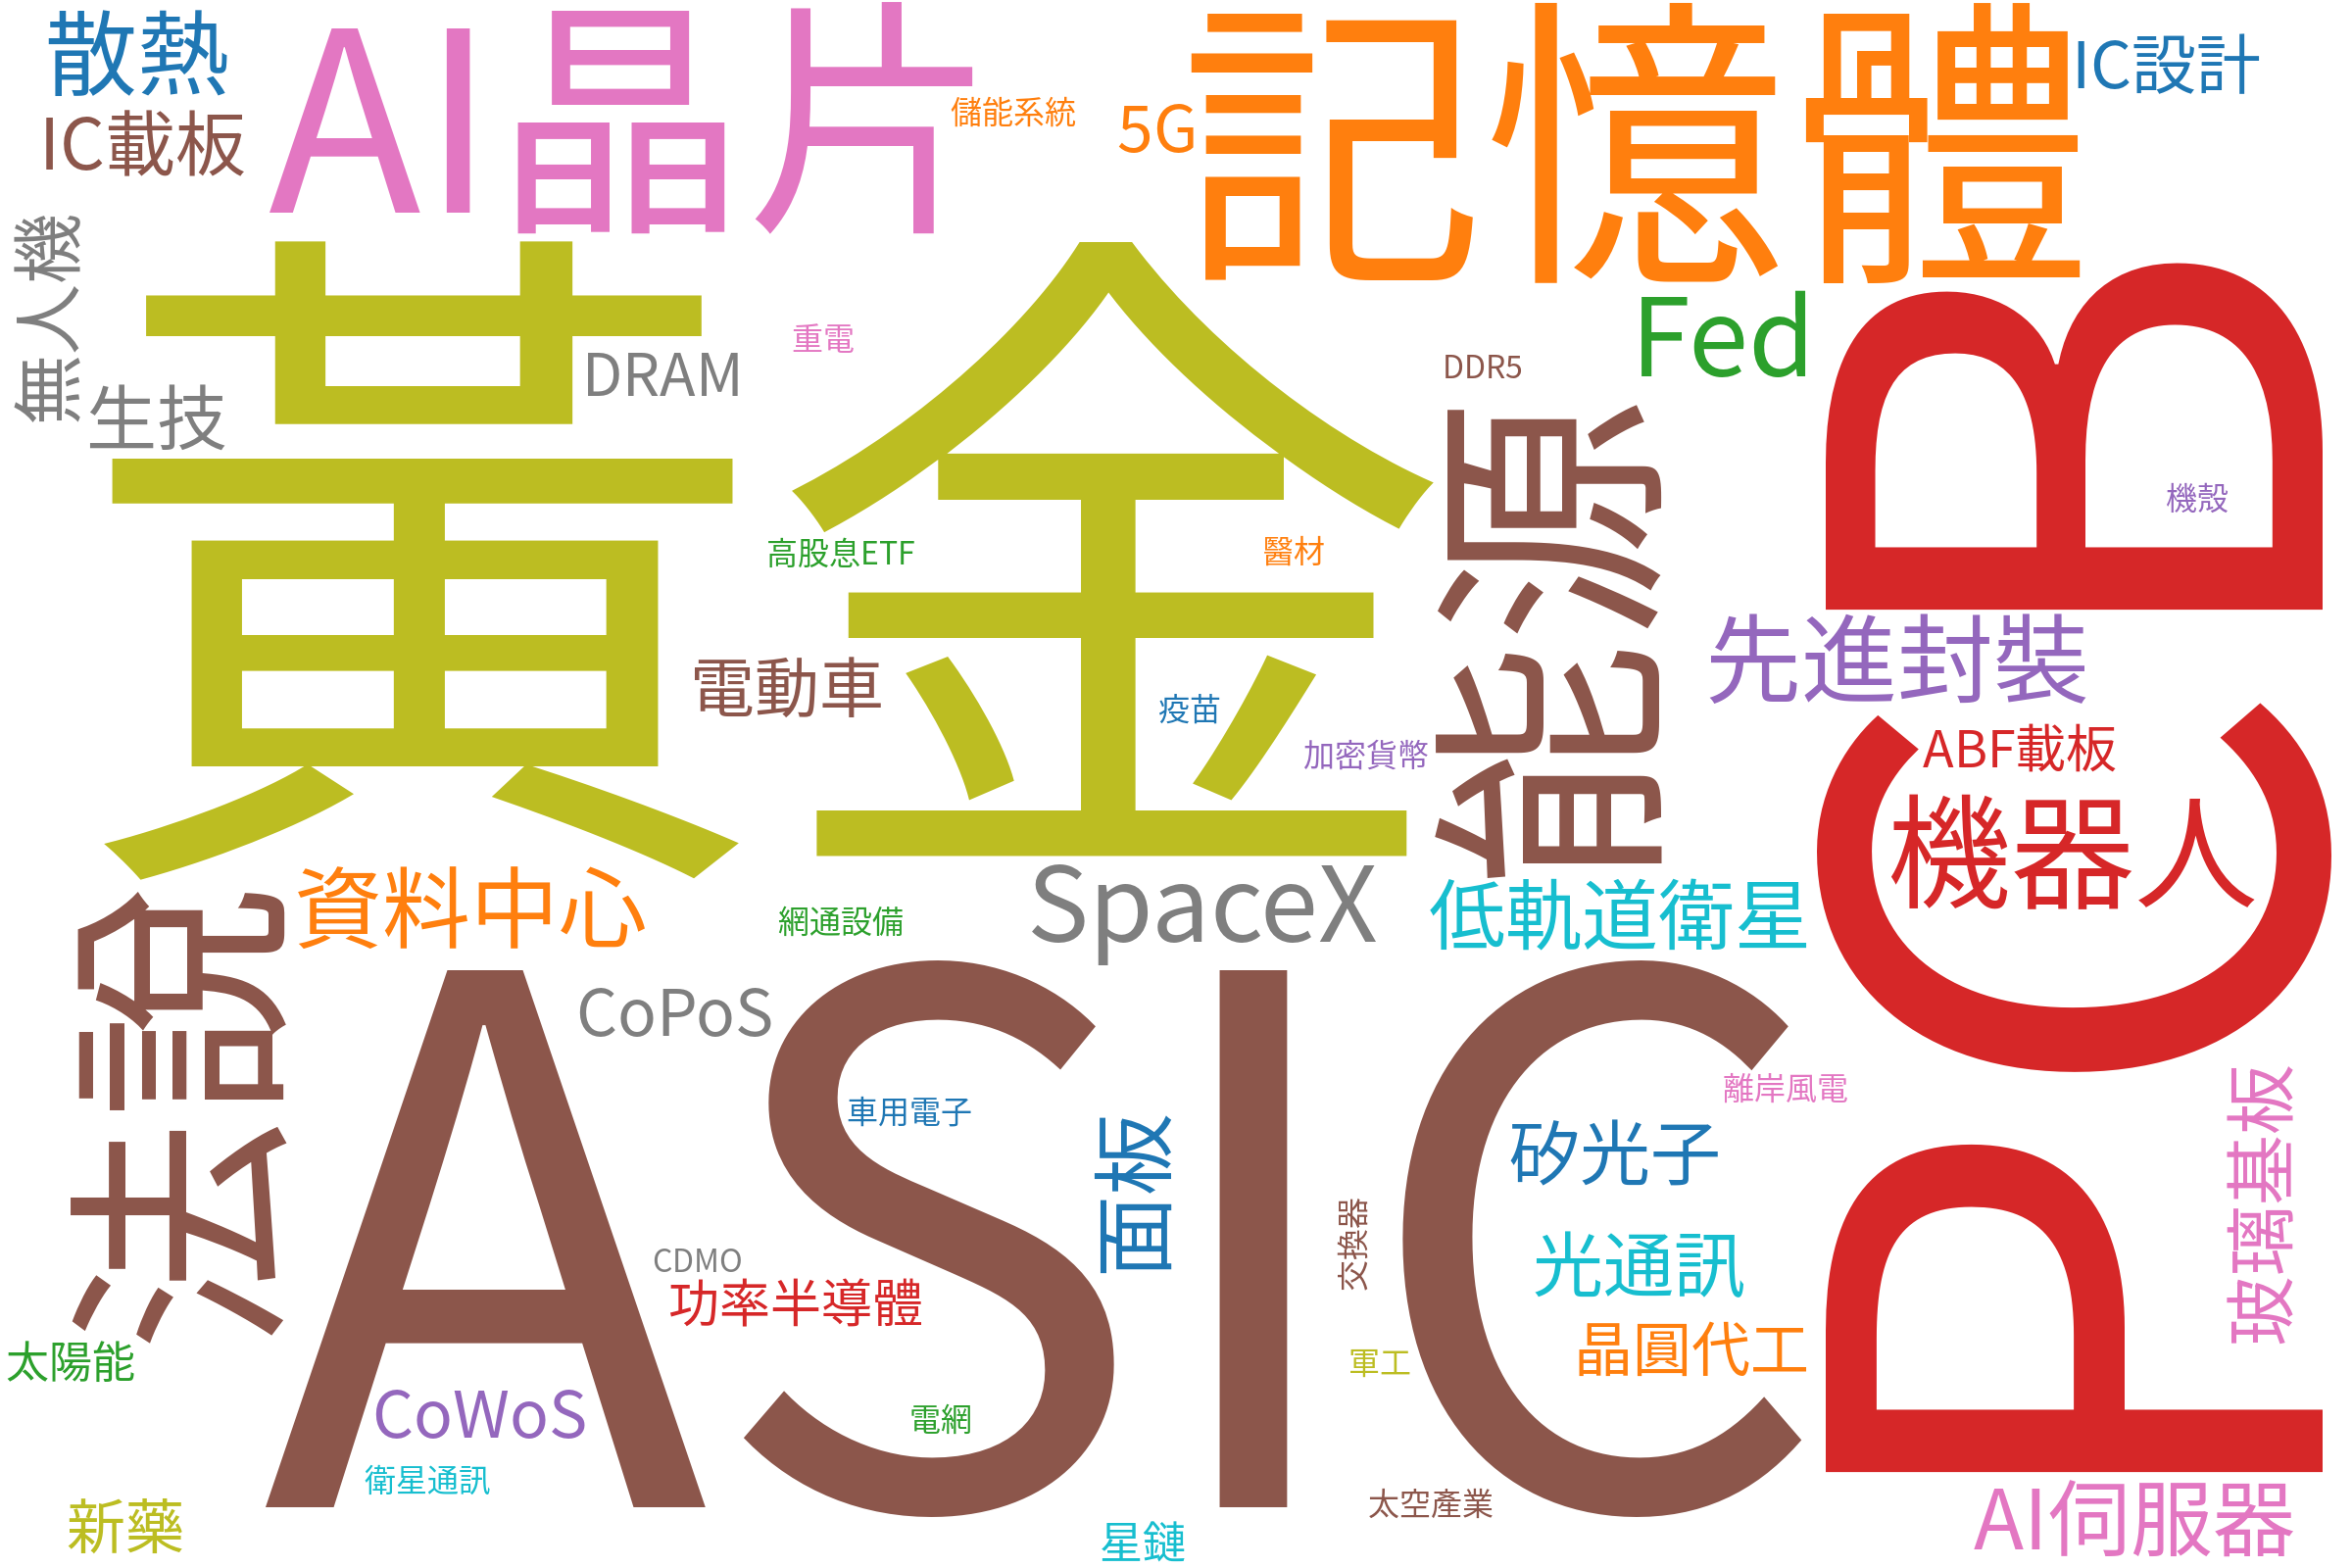 散熱
AI晶片
記憶體
IC設計
儲能系統
5G
IC載板
無人機
黃金
重電
Fed
DRAM
DDR5
生技
PCB
能源
機殼
高股息ETF
醫材
先進封裝
電動車
疫苗
加密貨幣
ABF載板
機器人
資料中心
網通設備
SpaceX
低軌道衛星
法說
ASIC
CoPoS
車用電子
離岸風電
面板
矽光子
玻璃基板
交換器
光通訊
CDMO
功率半導體
太陽能
軍工
晶圓代工
CoWoS
電網
衛星通訊
太空產業
新藥
星鏈
AI伺服器